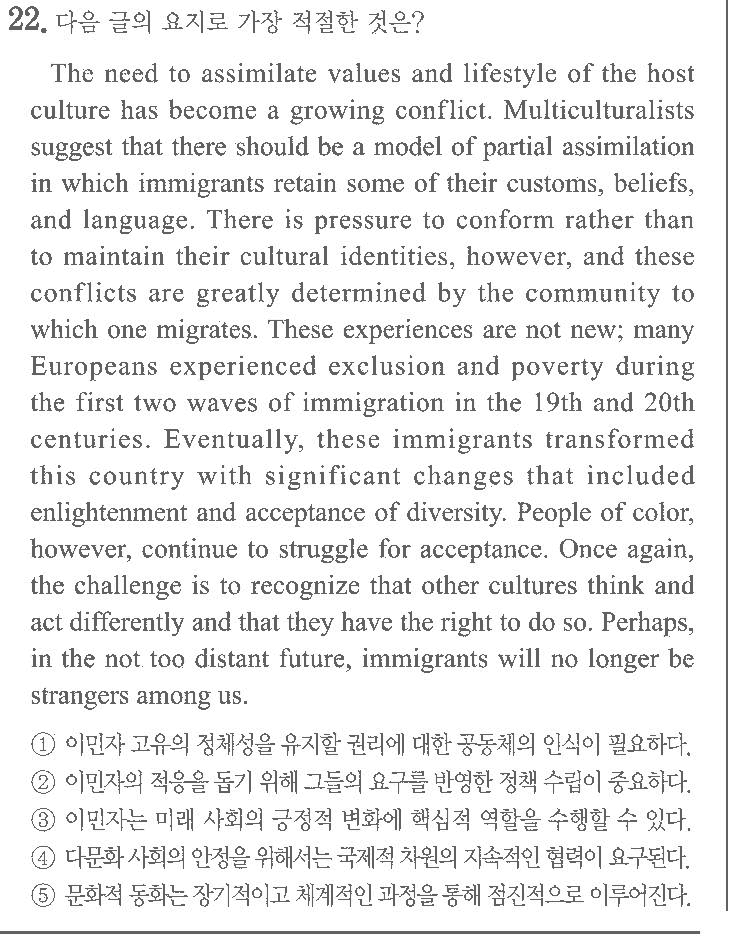 22. 다음 글의 요지로 가장 적절한 것은?
The need to assimilate values and lifestyle of the host
culture has become a growing conflict. Multiculturalists
suggest that there should be a model of partial assimilation
in which immigrants retain some of their customs, beliefs,
and language. There is pressure to conform rather than
to maintain their cultural identities, however, and these
conflicts are greatly determined by the community to
which one migrates. These experiences are not new; many
Europeans experienced exclusion and poverty during
the first two waves of immigration in the 19th and 20th
centuries. Eventually, these immigrants transformed
this country with significant changes that included
enlightenment and acceptance of diversity. People of color,
however, continue to struggle for acceptance. Once again,
the challenge is to recognize that other cultures think and
act differently and that they have the right to do so. Perhaps,
in the not too distant future, immigrants will no longer be
strangers among us.
① 이민자 고유의 정체성을 유지할 권리에 대한 공동체의 인식이 필요하다.
② 이민자의 적응을 돕기 위해 그들의 요구를 반영한 정책 수립이 중요하다.
③ 이민자는 미래 사회의 긍정적 변화에 핵심적 역할을 수행할 수 있다.
④ 다문화 사회의 안정을 위해서는 국제적 차원의 지속적인 협력이 요구된다.
⑤ 문화적 동화는 장기적이고 체계적인 과정을 통해 점진적으로 이루어진다.